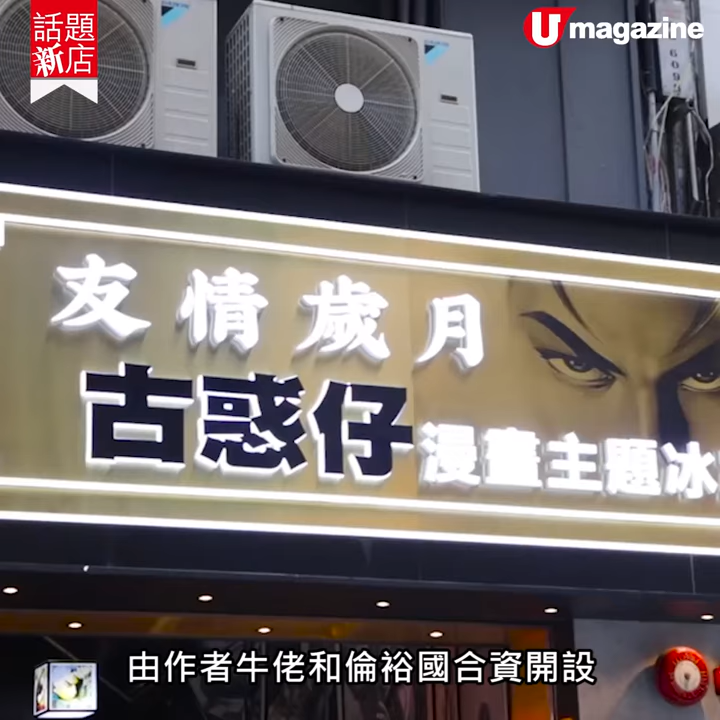 話題
新店
U magazine
DAIKIN
友情歲月
古惑仔
漫畫主題冰
由作者牛佬和倫裕國合資開設